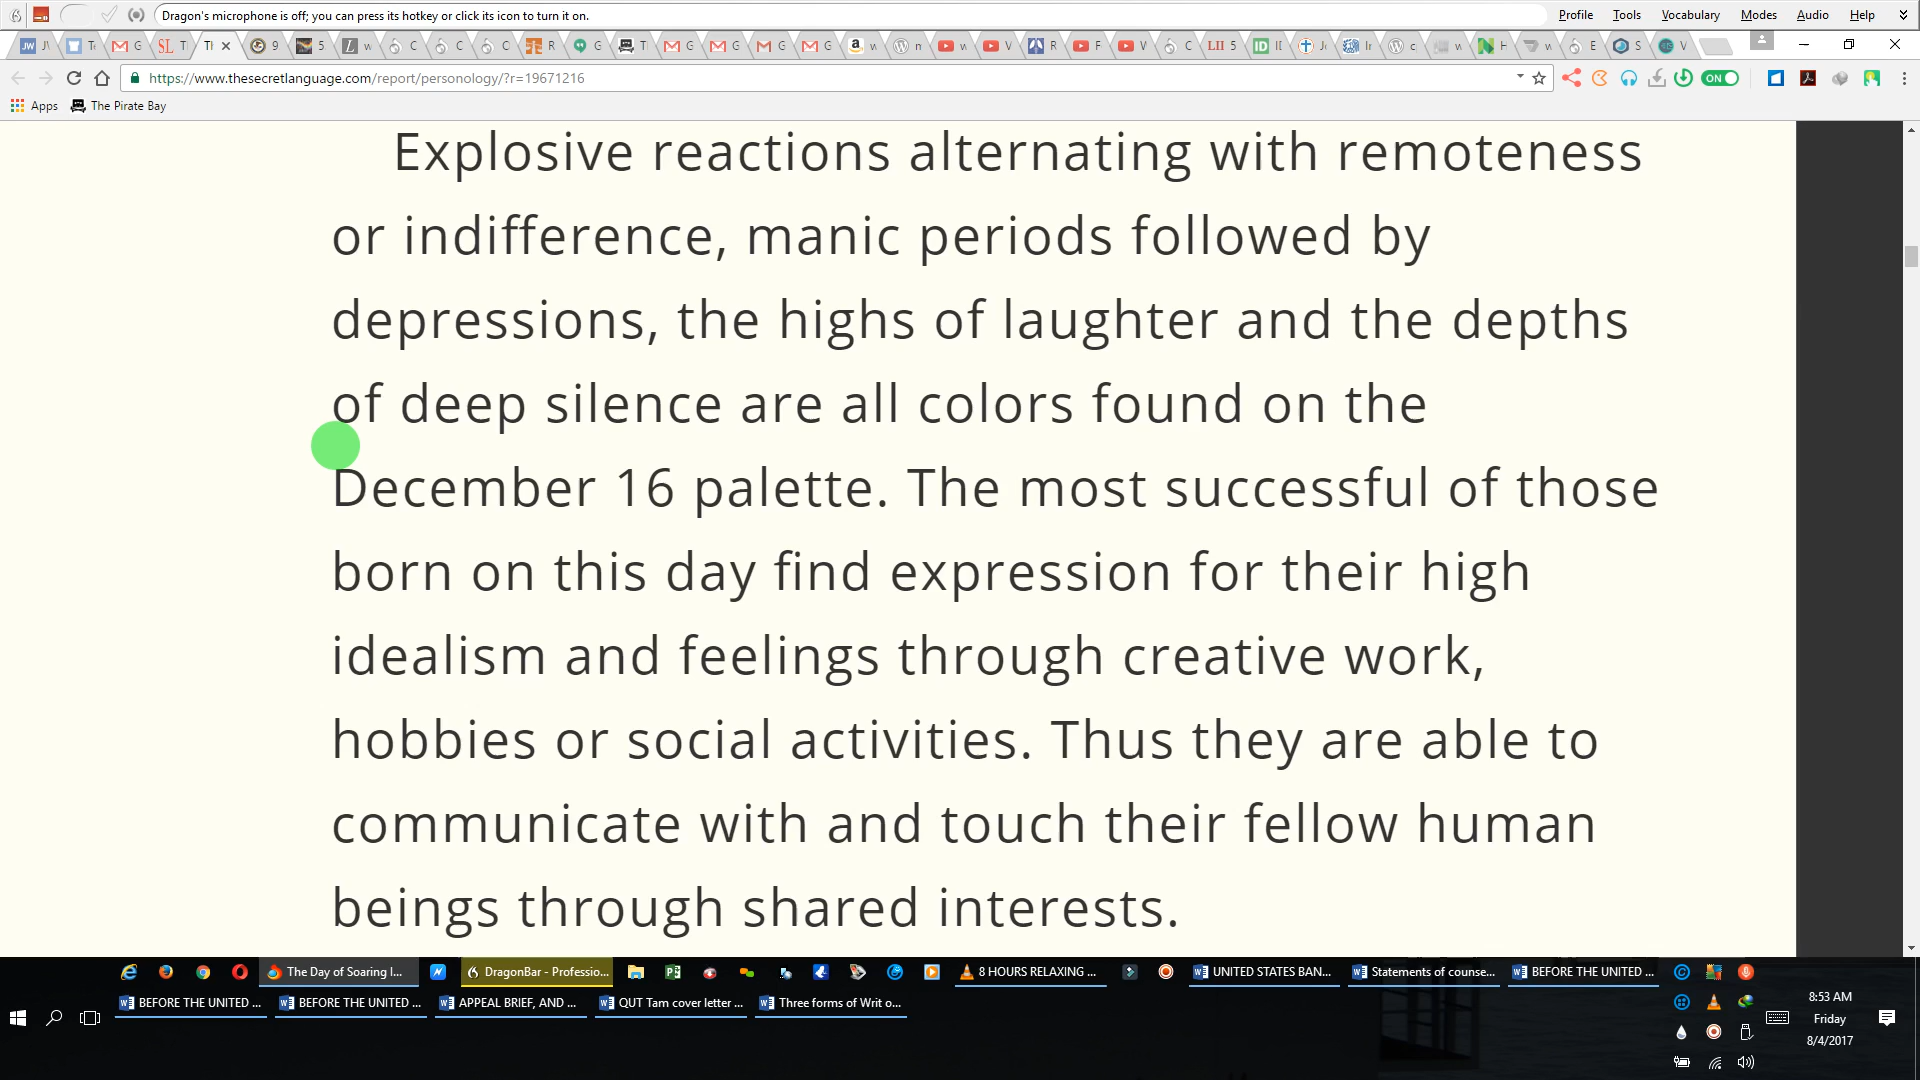 Dragon's microphone is off; you can press its hotkey or click its icon to turn it on.
Profile Tools Vocabulary Modes Audio Help
https://www.thesecretlanguage.com/report/personology/?r=19671216
ON
Apps The Pirate Bay
Explosive reactions alternating with remoteness
or indifference, manic periods followed by
depressions, the highs of laughter and the depths
of deep silence are all colors found on the
December 16 palette. The most successful of those
born on this day find expression for their high
idealism and feelings through creative work,
hobbies or social activities. Thus they are able to
communicate with and touch their fellow human
beings through shared interests.
The Day of Soaring I... DragonBar - Professio... 8 HOURS RELAXING ... UNITED STATES BAN... Statements of counse... BEFORE THE UNITED ...
BEFORE THE UNITED ... BEFORE THE UNITED ... APPEAL BRIEF, AND ... QUT Tam cover letter ... Three forms of Writ o...
8:53 AM
Friday
8/4/2017